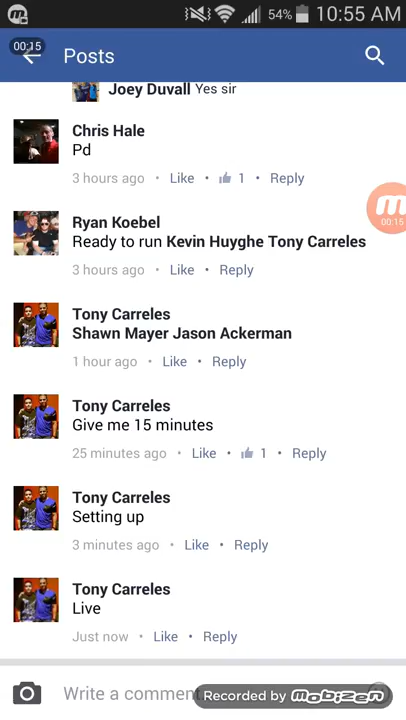 54% 10:55 AM
00:15
Posts
Joey Duvall Yes sir
Chris Hale
Pd
3 hours ago • Like • 1 • Reply
00:15
Ryan Koebel
Ready to run Kevin Huyghe Tony Carreles
3 hours ago • Like • Reply
Tony Carreles
Shawn Mayer Jason Ackerman
1 hour ago • Like • Reply
Tony Carreles
Give me 15 minutes
25 minutes ago • Like • 1 • Reply
Tony Carreles
Setting up
3 minutes ago • Like • Reply
Tony Carreles
Live
Just now • Like • Reply
Write a comment
Recorded by mobizen